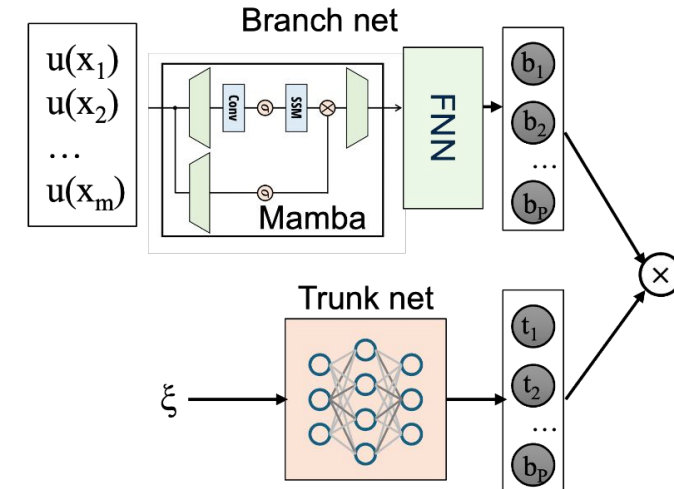 Branch net
u(x₁)
u(x₂)
...
u(xₘ)
Conv
σ
SSM
σ
Mamba
FNN
b₁
b₂
...
bₚ
Trunk net
ξ
t₁
t₂
...
bₚ